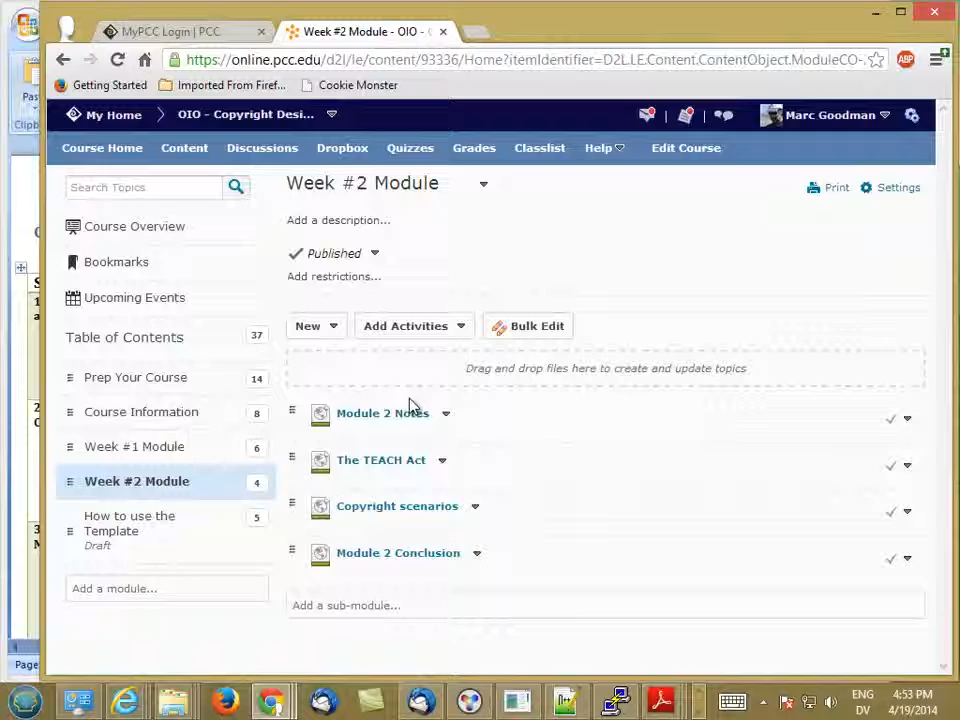 MyPCC Login | PCC
Week #2 Module - OIO -
https://online.pcc.edu/d2l/le/content/93336/Home?itemIdentifier=D2L.LE.Content.ContentObject.ModuleCO-
ABP
Getting Started
Imported From Firef...
Cookie Monster
My Home
OIO - Copyright Desi...
Marc Goodman
Course Home
Content
Discussions
Dropbox
Quizzes
Grades
Classlist
Help
Edit Course
Search Topics
Course Overview
Bookmarks
Upcoming Events
Table of Contents 37
Prep Your Course 14
Course Information 8
Week #1 Module 6
Week #2 Module 4
How to use the 5
Template
Draft
Add a module...
Week #2 Module
Print
Settings
Add a description...
Published
Add restrictions...
New
Add Activities
Bulk Edit
Drag and drop files here to create and update topics
Module 2 Notes
The TEACH Act
Copyright scenarios
Module 2 Conclusion
Add a sub-module...
Pas
Clipb
Page:
ENG
DV
4:53 PM
4/19/2014